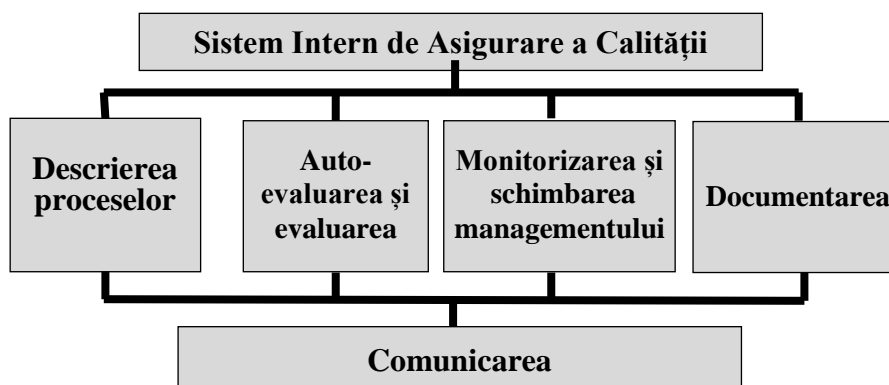 Sistem Intern de Asigurare a Calității
Descrierea
proceselor
Auto-
evaluarea și
evaluarea
Monitorizarea și
schimbarea
managementului
Documentarea
Comunicarea